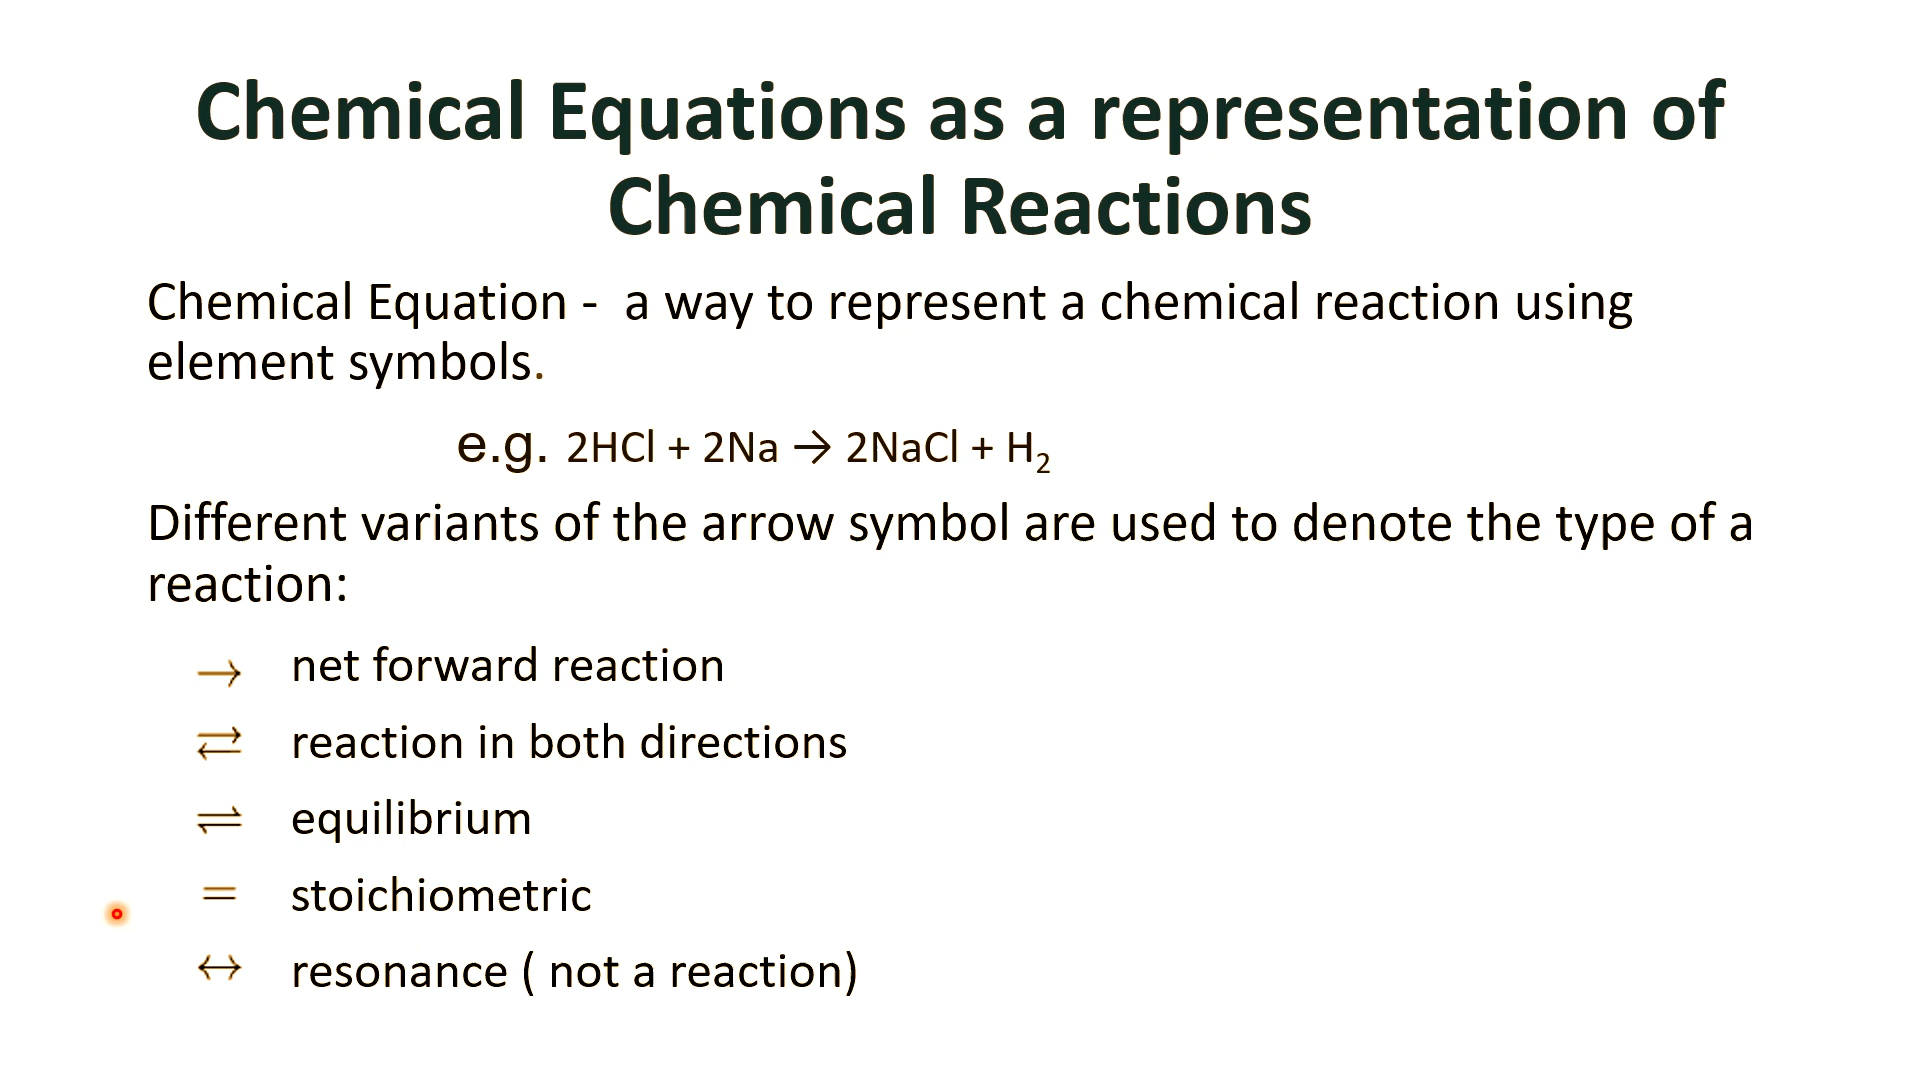 Chemical Equations as a representation of
Chemical Reactions
Chemical Equation -  a way to represent a chemical reaction using
element symbols.
e.g. 2HCl + 2Na → 2NaCl + H₂
Different variants of the arrow symbol are used to denote the type of a
reaction:
→ net forward reaction
⇄ reaction in both directions
⇌ equilibrium
= stoichiometric
↔ resonance ( not a reaction)